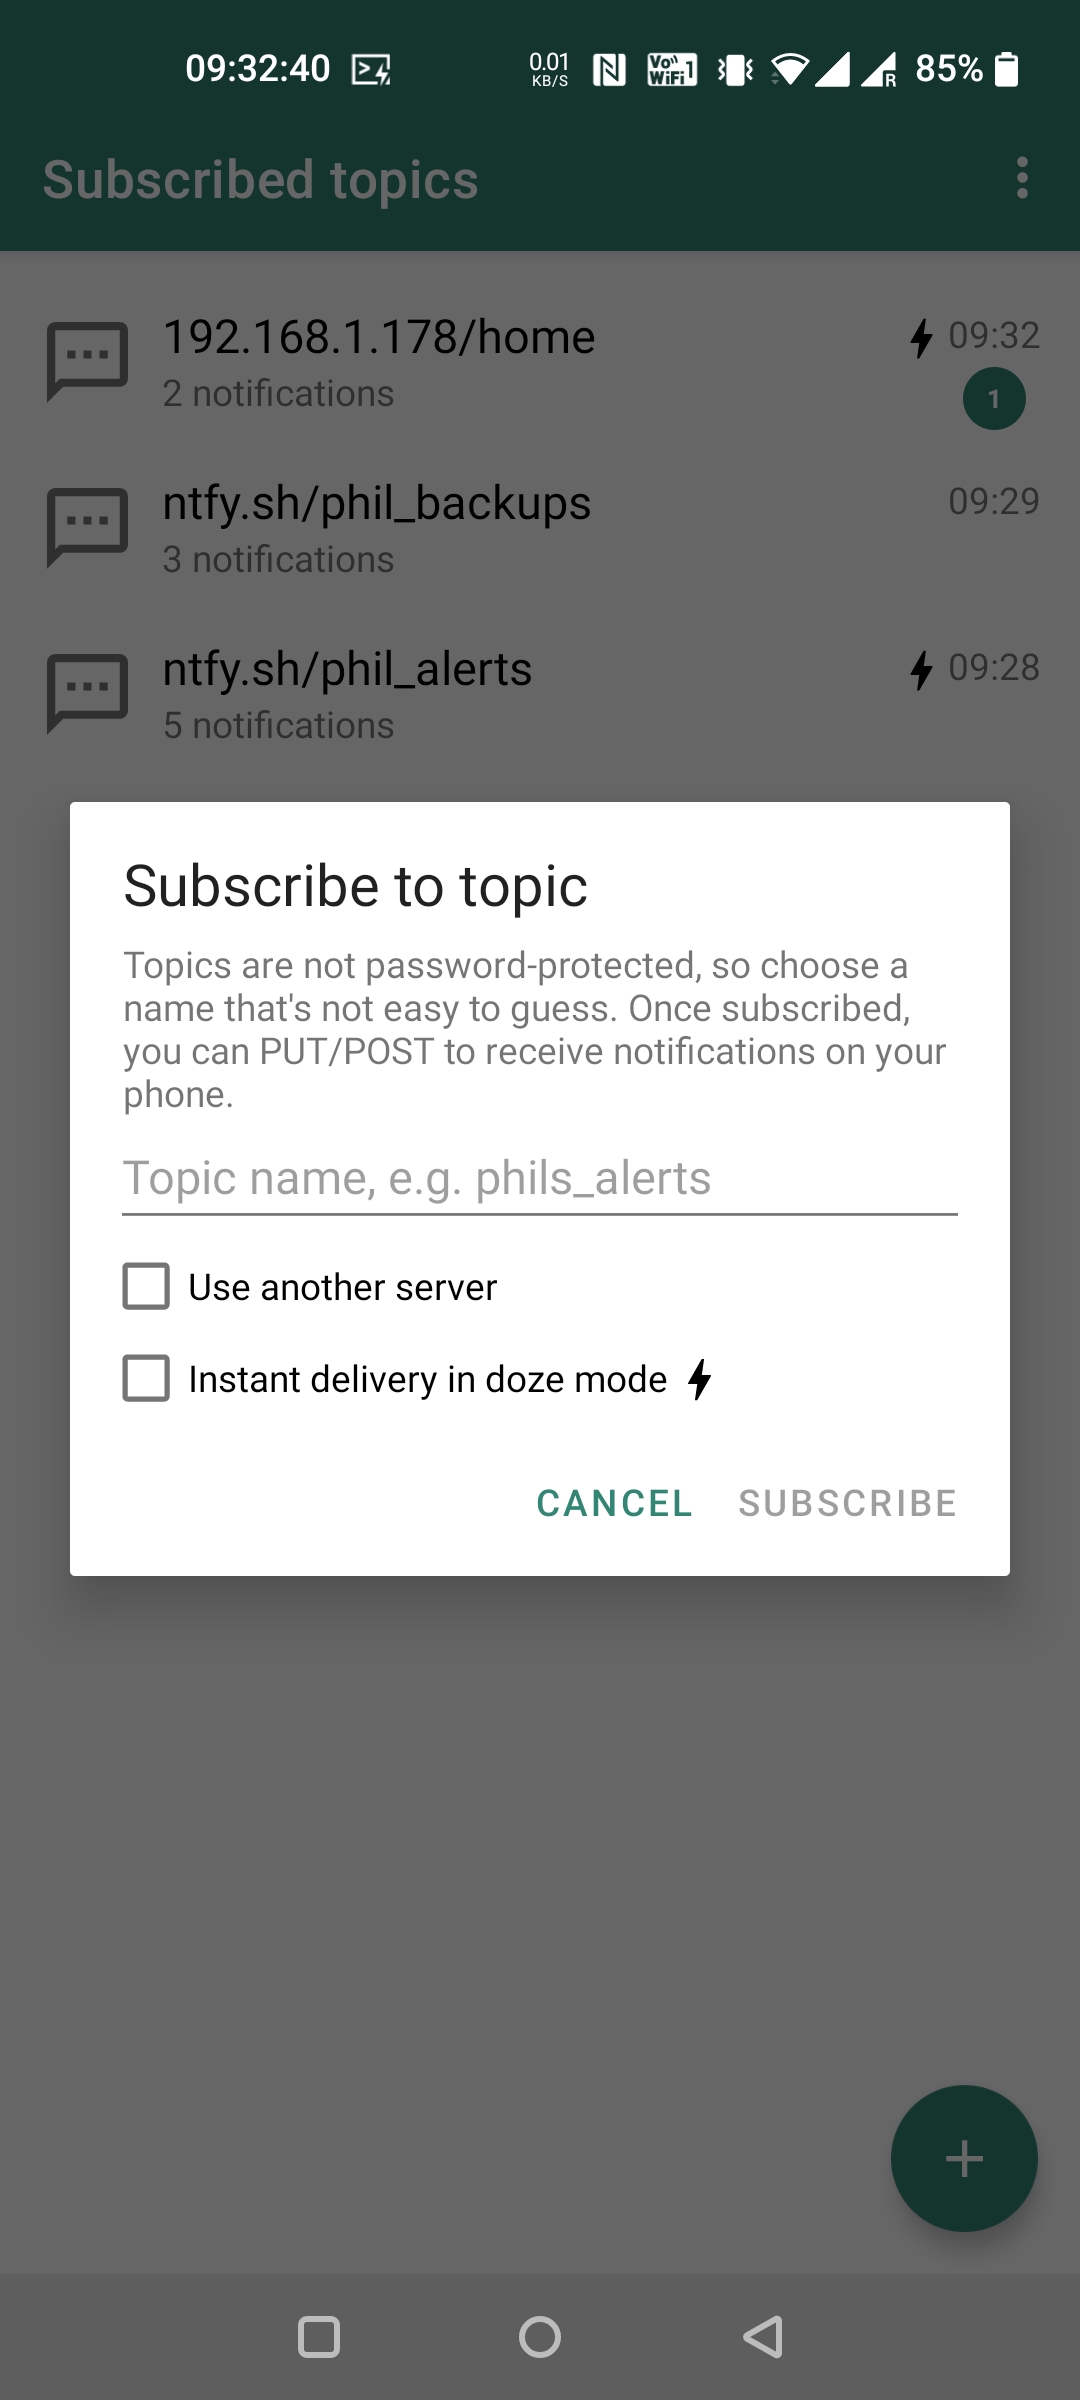 09:32:40 0.01 KB/S Vo)) WiFi 1 R 85%
Subscribed topics
192.168.1.178/home 09:32
2 notifications 1
ntfy.sh/phil_backups 09:29
3 notifications
ntfy.sh/phil_alerts 09:28
5 notifications
Subscribe to topic
Topics are not password-protected, so choose a
name that's not easy to guess. Once subscribed,
you can PUT/POST to receive notifications on your
phone.
Topic name, e.g. phils_alerts
Use another server
Instant delivery in doze mode
CANCEL SUBSCRIBE